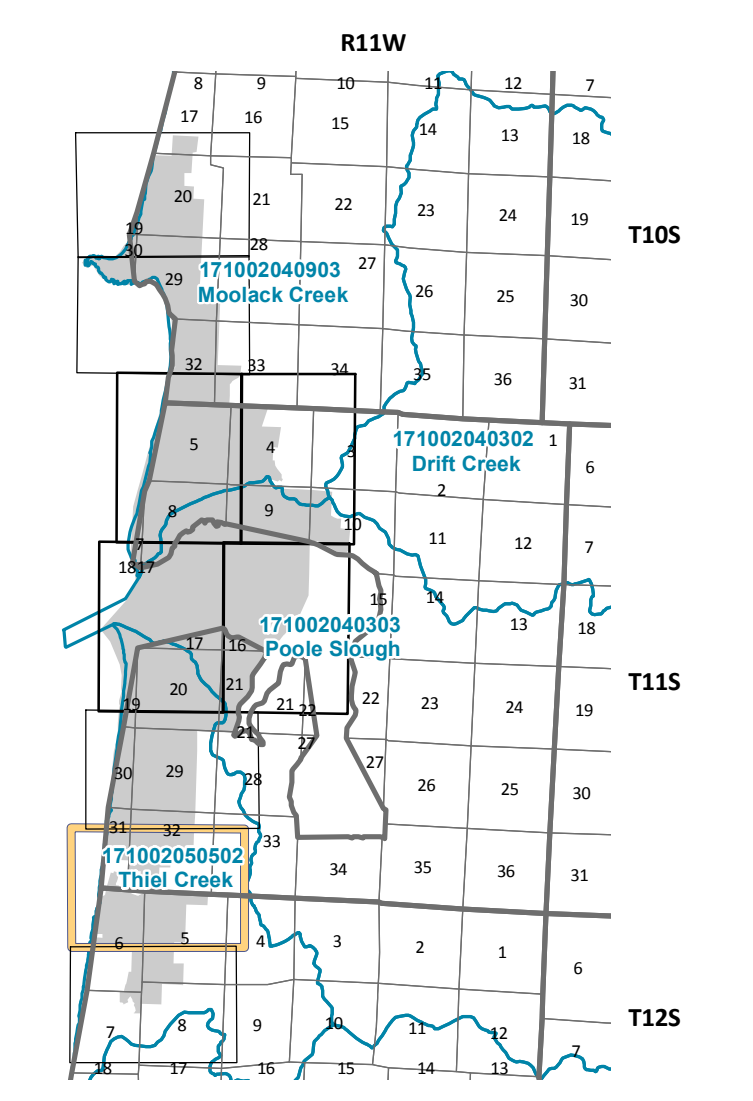 R11W
8 9 10 11 12 7
17 16 15 14 13 18
20 21 22 23 24 19
19
T10S
30 28
29 27
171002040903
Moolack Creek
26 25 30
32 33 34 35 36 31
5 4 3
171002040302
Drift Creek
1
6
2
8 9 10
11 12 7
7
18 17
15 14
13 18
171002040303
Poole Slough
17 16
T11S
20 21
19 21 22
22 23 24 19
21 27
30 29 28 27
26 25 30
31 32 33
171002050502
Thiel Creek
34 35 36 31
6 5 4 3 2 1
6
T12S
7 8 9 10 11 12
7
18 17 16 15 14 13